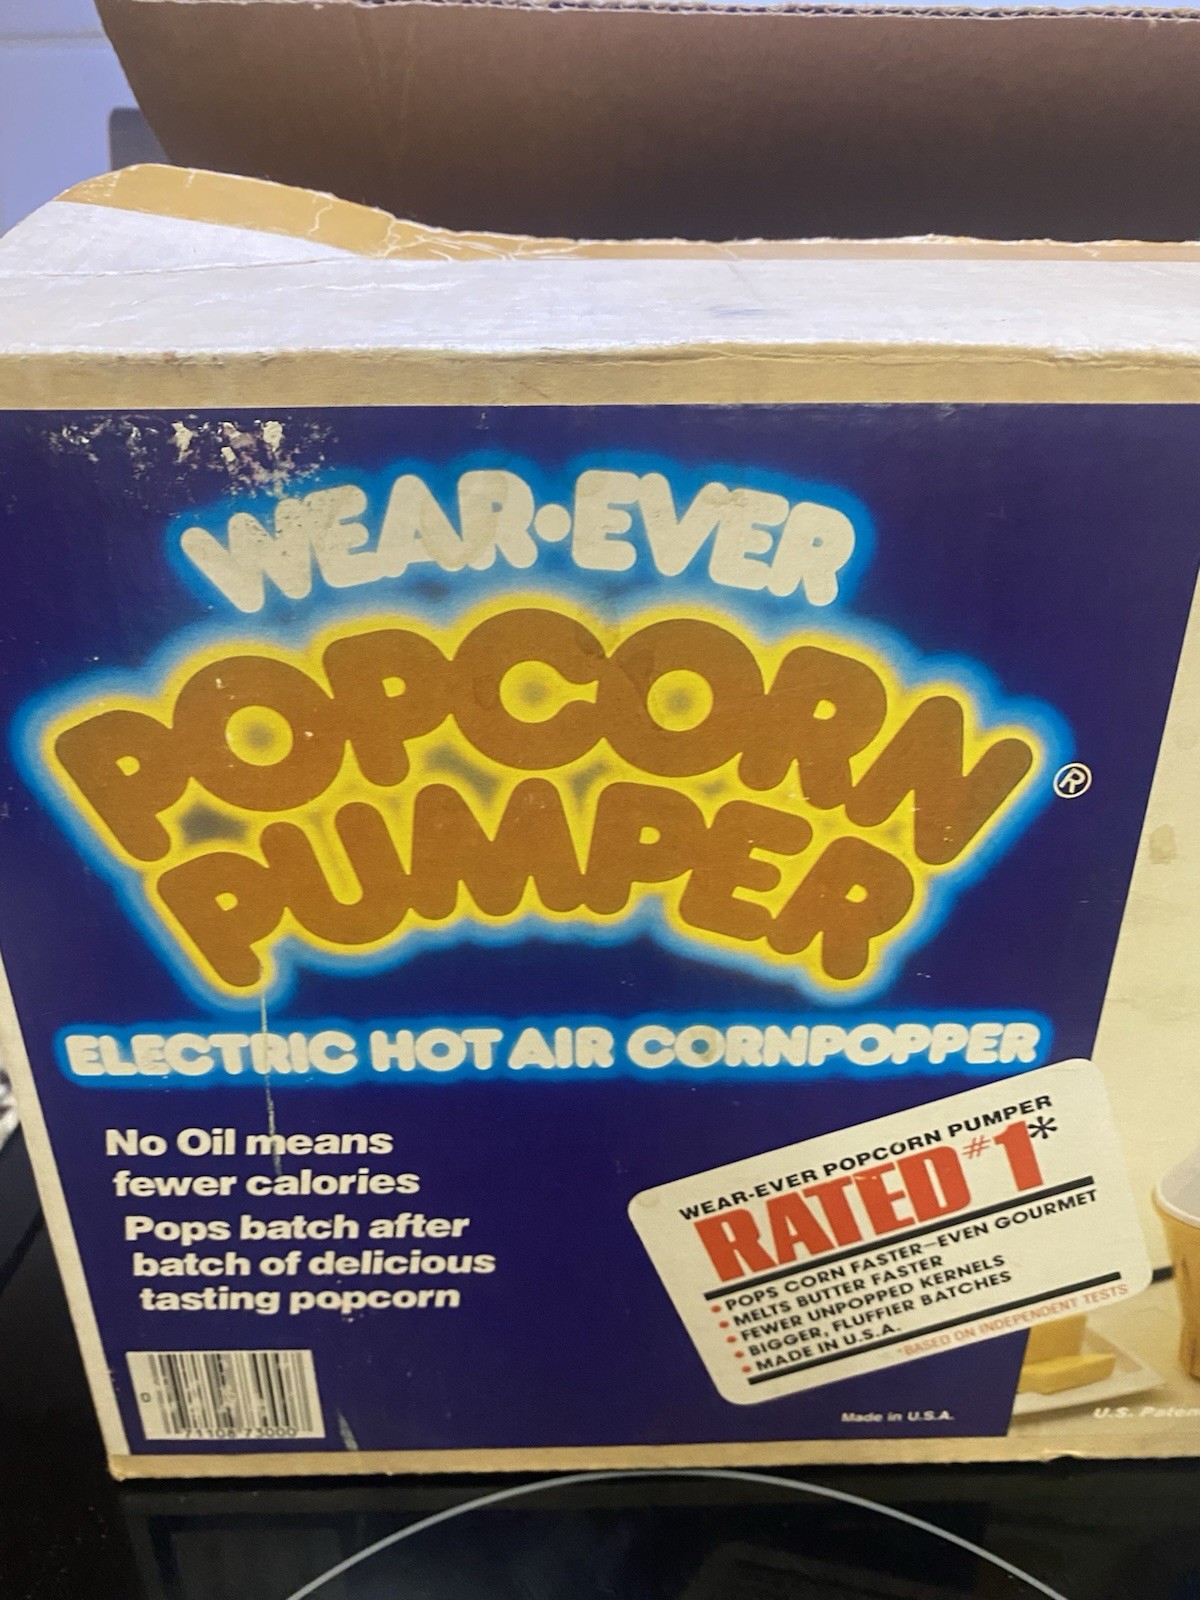 WEAR•EVER
POPCORN
PUMPER®
ELECTRIC HOT AIR CORNPOPPER
No Oil means
fewer calories
Pops batch after
batch of delicious
tasting popcorn
WEAR-EVER POPCORN PUMPER
RATED #1*
• POPS CORN FASTER—EVEN GOURMET
• MELTS BUTTER FASTER
• FEWER UNPOPPED KERNELS
• BIGGER, FLUFFIER BATCHES
• MADE IN U.S.A.
*BASED ON INDEPENDENT TESTS
0 71108 73000
Made in U.S.A.
U.S.